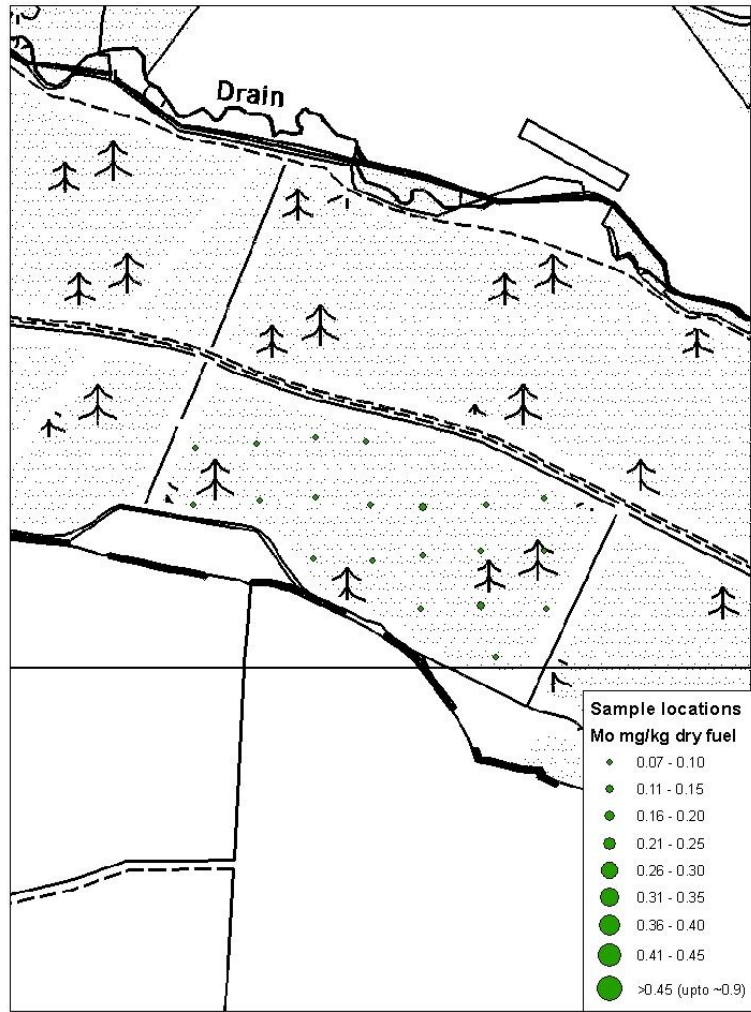 Drain
Sample locations
Mo mg/kg dry fuel
0.07 - 0.10
0.11 - 0.15
0.16 - 0.20
0.21 - 0.25
0.26 - 0.30
0.31 - 0.35
0.36 - 0.40
0.41 - 0.45
>0.45 (upto ~0.9)